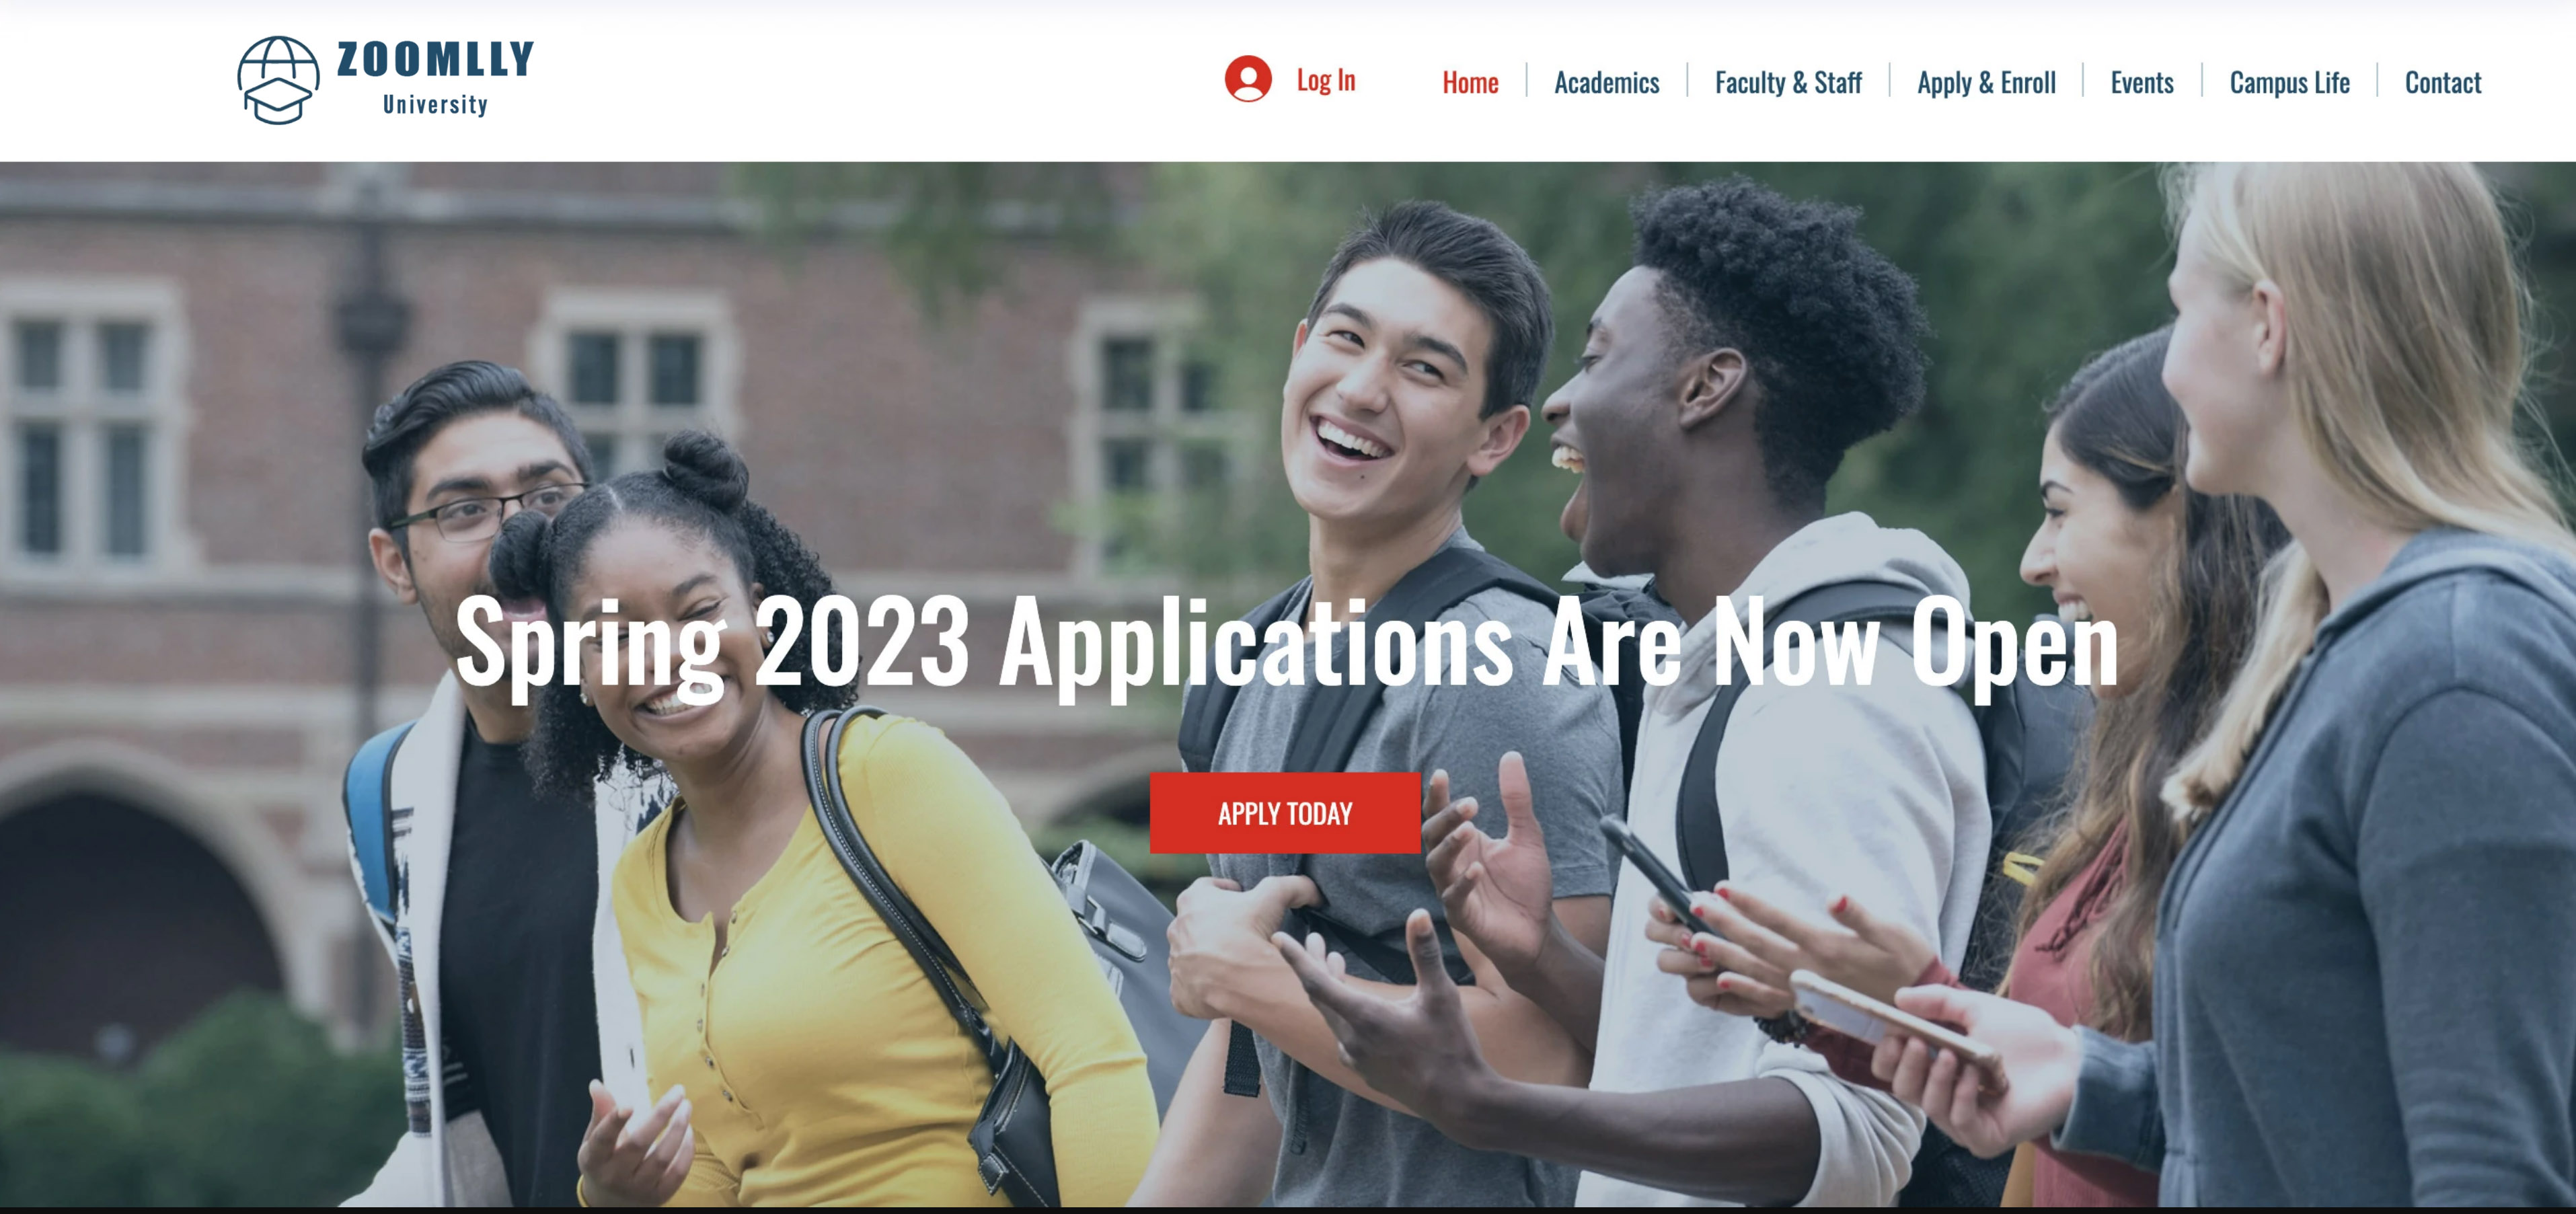 ZOOMLLY
University
Log In
Home
Academics
Faculty & Staff
Apply & Enroll
Events
Campus Life
Contact
Spring 2023 Applications Are Now Open
APPLY TODAY